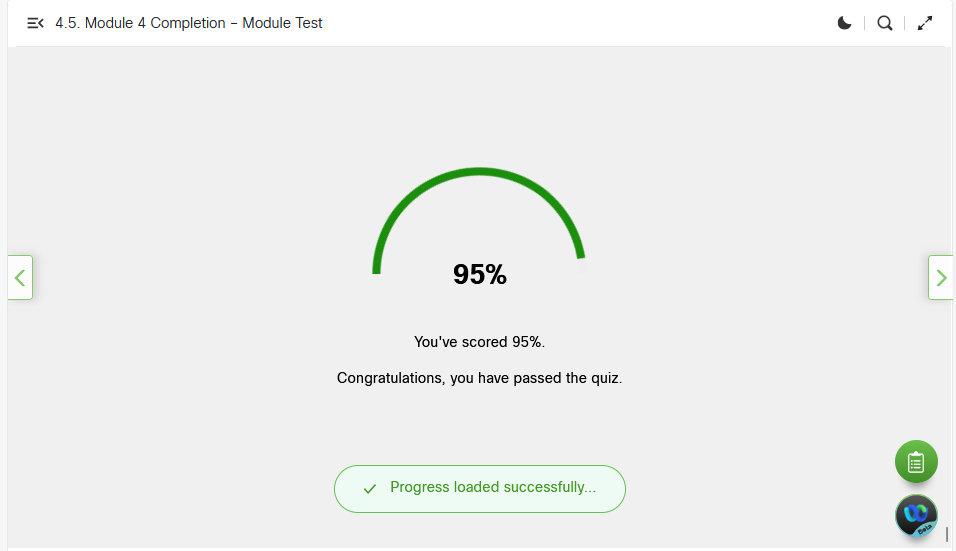 4.5. Module 4 Completion – Module Test
95%
You've scored 95%.
Congratulations, you have passed the quiz.
Progress loaded successfully...
Beta